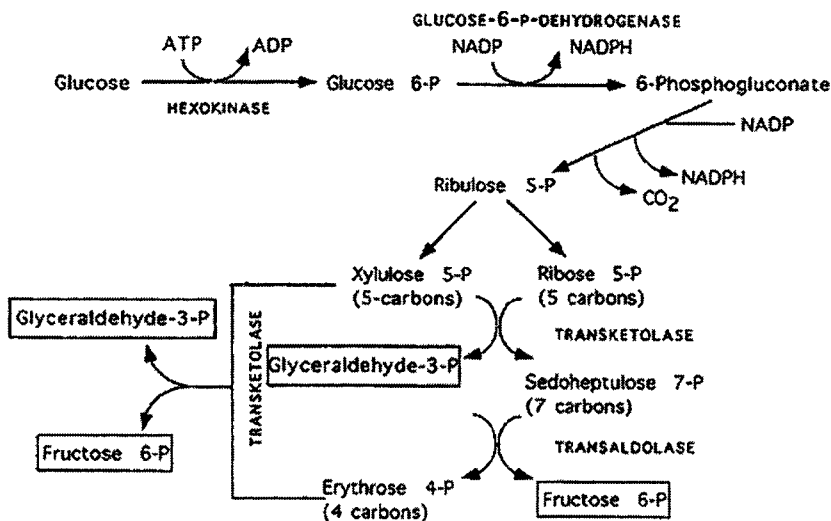 GLUCOSE-6-P-DEHYDROGENASE
ATP ADP NADP NADPH
Glucose Glucose 6-P 6-Phosphogluconate
HEXOKINASE
NADP
NADPH
CO2
Ribulose 5-P
Xylulose 5-P Ribose 5-P
(5-carbons) (5 carbons)
Glyceraldehyde-3-P
TRANSKETOLASE
TRANSKETOLASE
Glyceraldehyde-3-P
Sedoheptulose 7-P
(7 carbons)
Fructose 6-P
TRANSALDOLASE
Erythrose 4-P Fructose 6-P
(4 carbons)